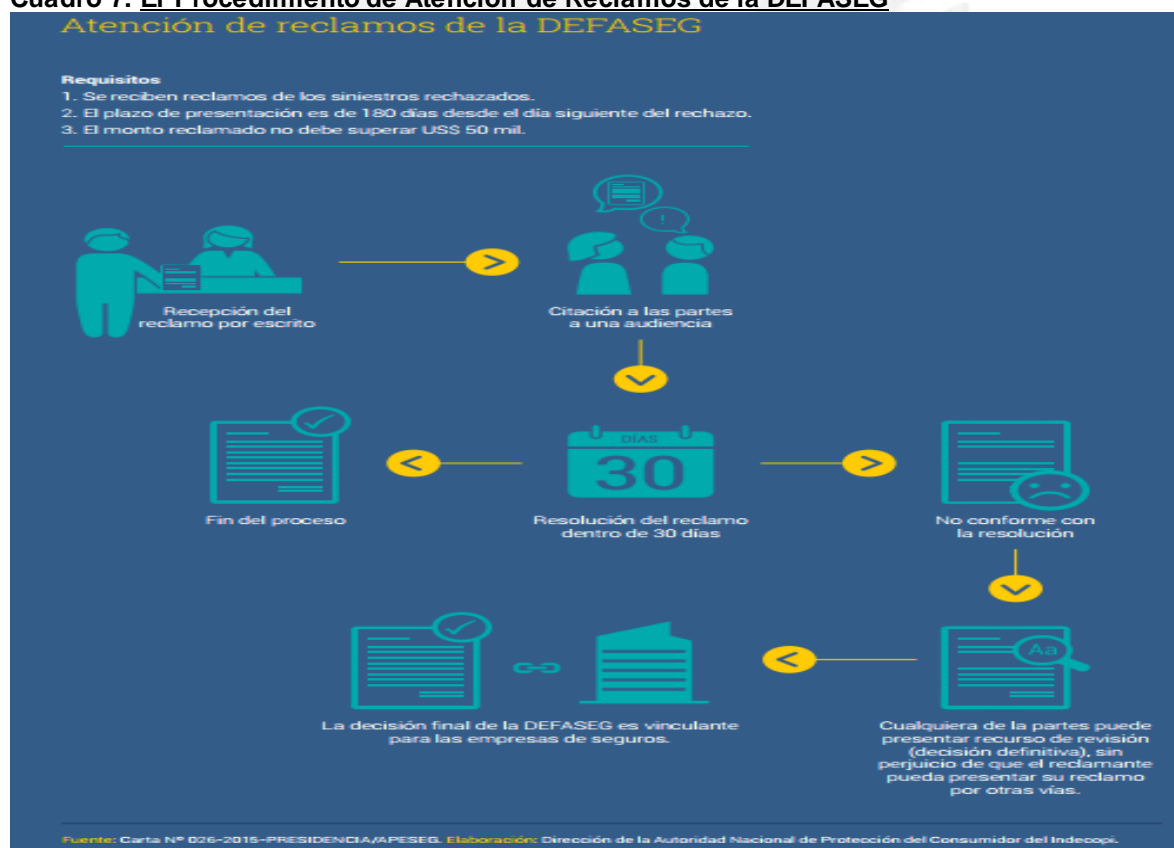 Cuadro 7: El Procedimiento de Atención de Reclamos de la DEFASEG
Atención de reclamos de la DEFASEG
Requisitos
1. Se reciben reclamos de los siniestros rechazados.
2. El plazo de presentación es de 180 días desde el día siguiente del rechazo.
3. El monto reclamado no debe superar US$ 50 mil.
!
Recepción del
reclamo por escrito
Citación a las partes
a una audiencia
DÍAS
30
Fin del proceso
Resolución del reclamo
dentro de 30 días
No conforme con
la resolución
Aa
La decisión final de la DEFASEG es vinculante
para las empresas de seguros.
Cualquiera de la partes puede
presentar recurso de revisión
(decisión definitiva), sin
perjuicio de que el reclamante
pueda presentar su reclamo
por otras vías.
Fuente: Carta Nº 026-2015-PRESIDENCIA/APESEG. Elaboración: Dirección de la Autoridad Nacional de Protección del Consumidor del Indecopi.